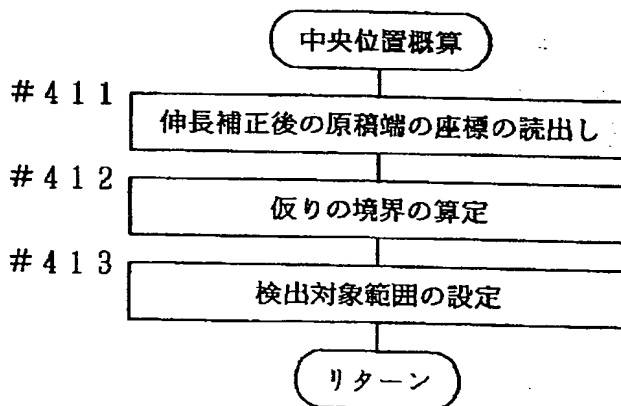 中央位置概算
#411
伸長補正後の原稿端の座標の読出し
#412
仮りの境界の算定
#413
検出対象範囲の設定
リターン